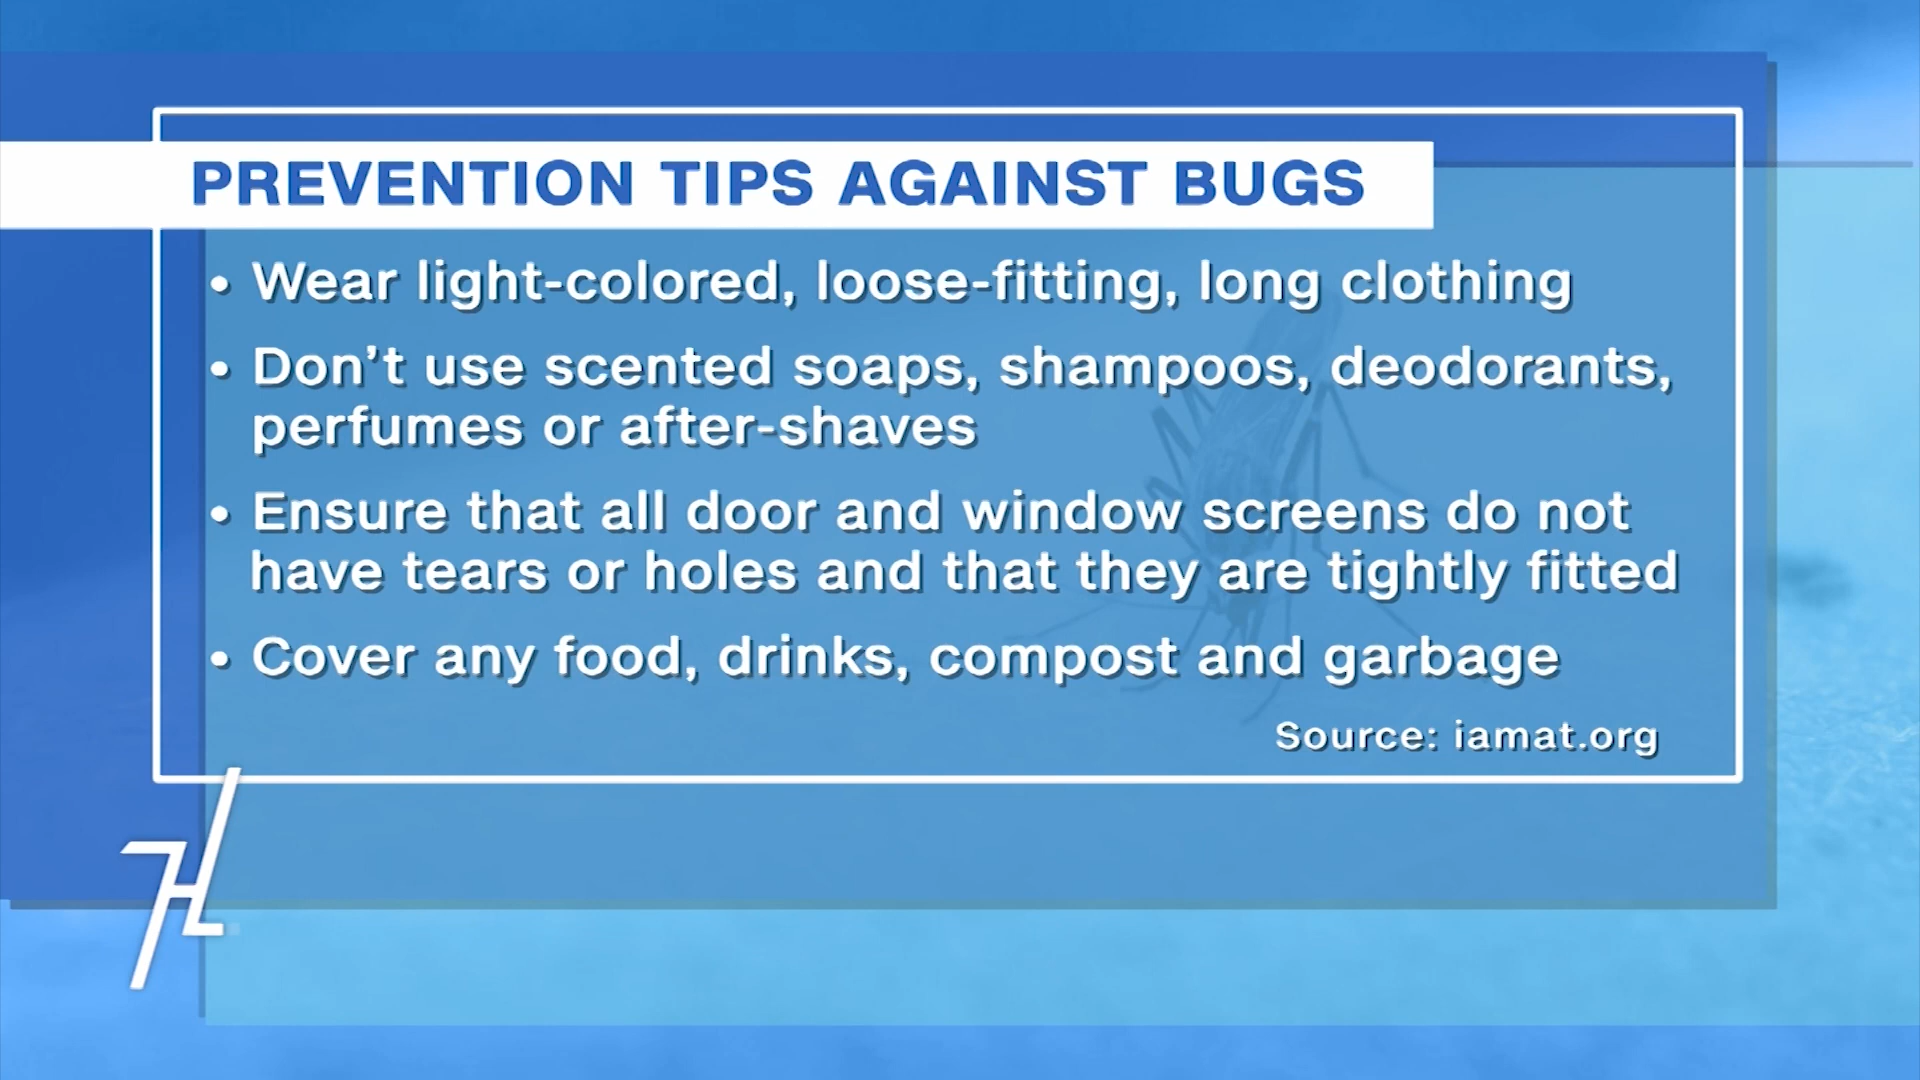 PREVENTION TIPS AGAINST BUGS
• Wear light-colored, loose-fitting, long clothing
• Don’t use scented soaps, shampoos, deodorants,
perfumes or after-shaves
• Ensure that all door and window screens do not
have tears or holes and that they are tightly fitted
• Cover any food, drinks, compost and garbage
Source: iamat.org